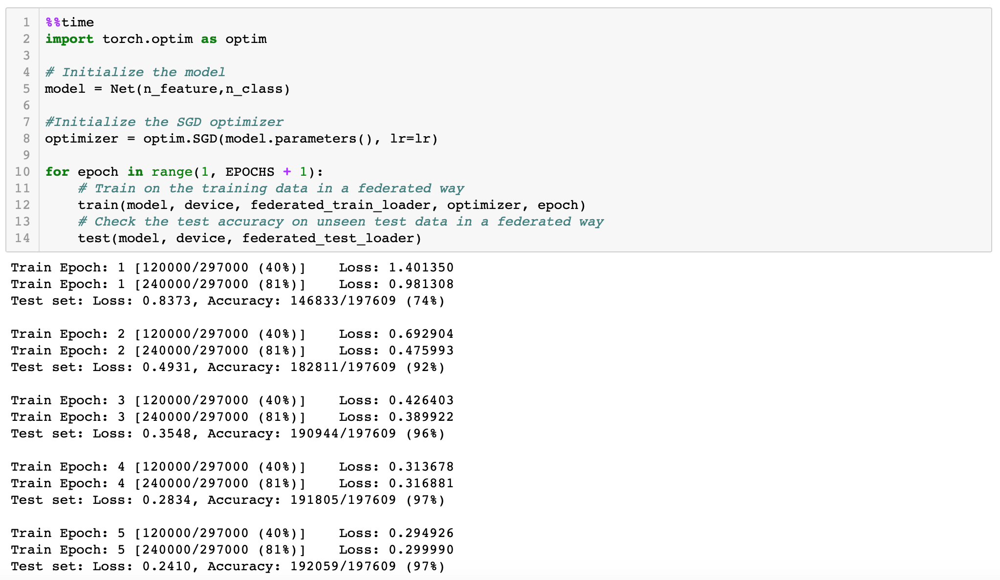 1 %%time
2 import torch.optim as optim
3
4 # Initialize the model
5 model = Net(n_feature,n_class)
6
7 #Initialize the SGD optimizer
8 optimizer = optim.SGD(model.parameters(), lr=lr)
9
10 for epoch in range(1, EPOCHS + 1):
11     # Train on the training data in a federated way
12     train(model, device, federated_train_loader, optimizer, epoch)
13     # Check the test accuracy on unseen test data in a federated way
14     test(model, device, federated_test_loader)
Train Epoch: 1 [120000/297000 (40%)]    Loss: 1.401350
Train Epoch: 1 [240000/297000 (81%)]    Loss: 0.981308
Test set: Loss: 0.8373, Accuracy: 146833/197609 (74%)
Train Epoch: 2 [120000/297000 (40%)]    Loss: 0.692904
Train Epoch: 2 [240000/297000 (81%)]    Loss: 0.475993
Test set: Loss: 0.4931, Accuracy: 182811/197609 (92%)
Train Epoch: 3 [120000/297000 (40%)]    Loss: 0.426403
Train Epoch: 3 [240000/297000 (81%)]    Loss: 0.389922
Test set: Loss: 0.3548, Accuracy: 190944/197609 (96%)
Train Epoch: 4 [120000/297000 (40%)]    Loss: 0.313678
Train Epoch: 4 [240000/297000 (81%)]    Loss: 0.316881
Test set: Loss: 0.2834, Accuracy: 191805/197609 (97%)
Train Epoch: 5 [120000/297000 (40%)]    Loss: 0.294926
Train Epoch: 5 [240000/297000 (81%)]    Loss: 0.299990
Test set: Loss: 0.2410, Accuracy: 192059/197609 (97%)